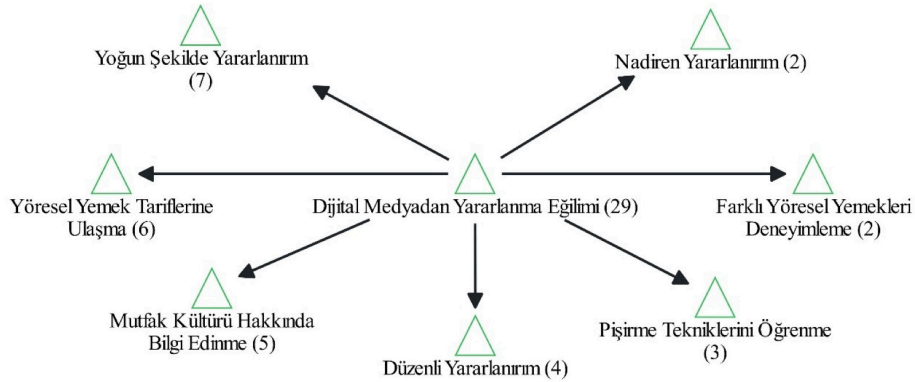 Yoğun Şekilde Yararlanırım
(7)
Nadiren Yararlanırım (2)
Yöresel Yemek Tariflerine
Ulaşma (6)
Dijital Medyadan Yararlanma Eğilimi (29)
Farklı Yöresel Yemekleri
Deneyimleme (2)
Mutfak Kültürü Hakkında
Bilgi Edinme (5)
Düzenli Yararlanırım (4)
Pişirme Tekniklerini Öğrenme
(3)